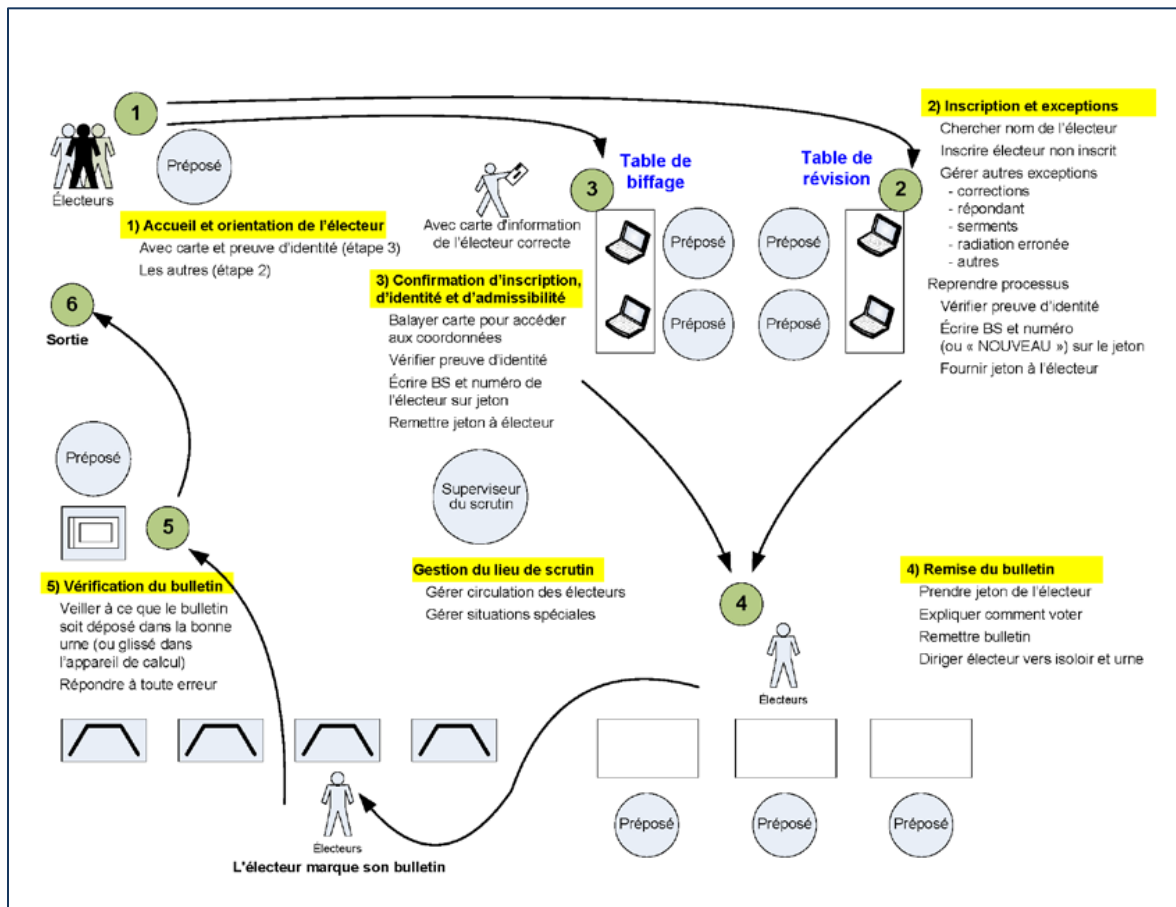 1
Préposé
Électeurs
1) Accueil et orientation de l'électeur
Avec carte et preuve d'identité (étape 3)
Les autres (étape 2)
2) Inscription et exceptions
Chercher nom de l'électeur
Inscrire électeur non inscrit
Gérer autres exceptions
- corrections
- répondant
- serments
- radiation erronée
- autres
Reprendre processus
Vérifier preuve d'identité
Écrire BS et numéro
(ou « NOUVEAU ») sur le jeton
Fournir jeton à l'électeur
Table de
révision
2
Préposé
Préposé
Table de
biffage
3
Préposé
Préposé
Avec carte d'information
de l'électeur correcte
3) Confirmation d'inscription,
d'identité et d'admissibilité
Balayer carte pour accéder
aux coordonnées
Vérifier preuve d'identité
Écrire BS et numéro de
l'électeur sur jeton
Remettre jeton à électeur
Superviseur
du scrutin
Gestion du lieu de scrutin
Gérer circulation des électeurs
Gérer situations spéciales
4
Électeurs
4) Remise du bulletin
Prendre jeton de l'électeur
Expliquer comment voter
Remettre bulletin
Diriger électeur vers isoloir et urne
Préposé
Préposé
Préposé
Électeurs
L'électeur marque son bulletin
5
Préposé
5) Vérification du bulletin
Veiller à ce que le bulletin
soit déposé dans la bonne
urne (ou glissé dans
l'appareil de calcul)
Répondre à toute erreur
6
Sortie